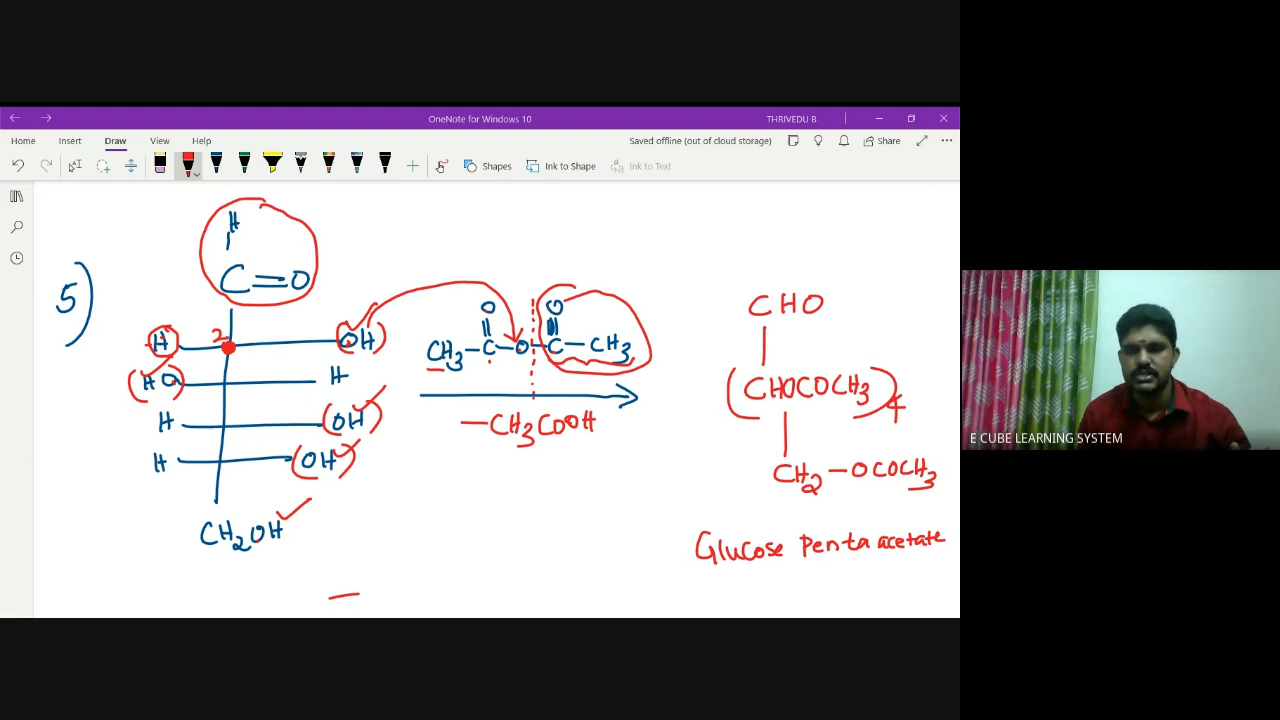 OneNote for Windows 10
THRIVEDU B
Home Insert Draw View Help
Saved offline (out of cloud storage)
Share
Shapes
Ink to Shape
Ink to Text
5)
H
C=O
H 2 OH
HO H
H OH
H OH
CH2OH
O O
CH3-C-O-C-CH3
-CH3COOH
CHO
(CHOCOCH3)4
CH2-OCOCH3
Glucose penta acetate
E CUBE LEARNING SYSTEM